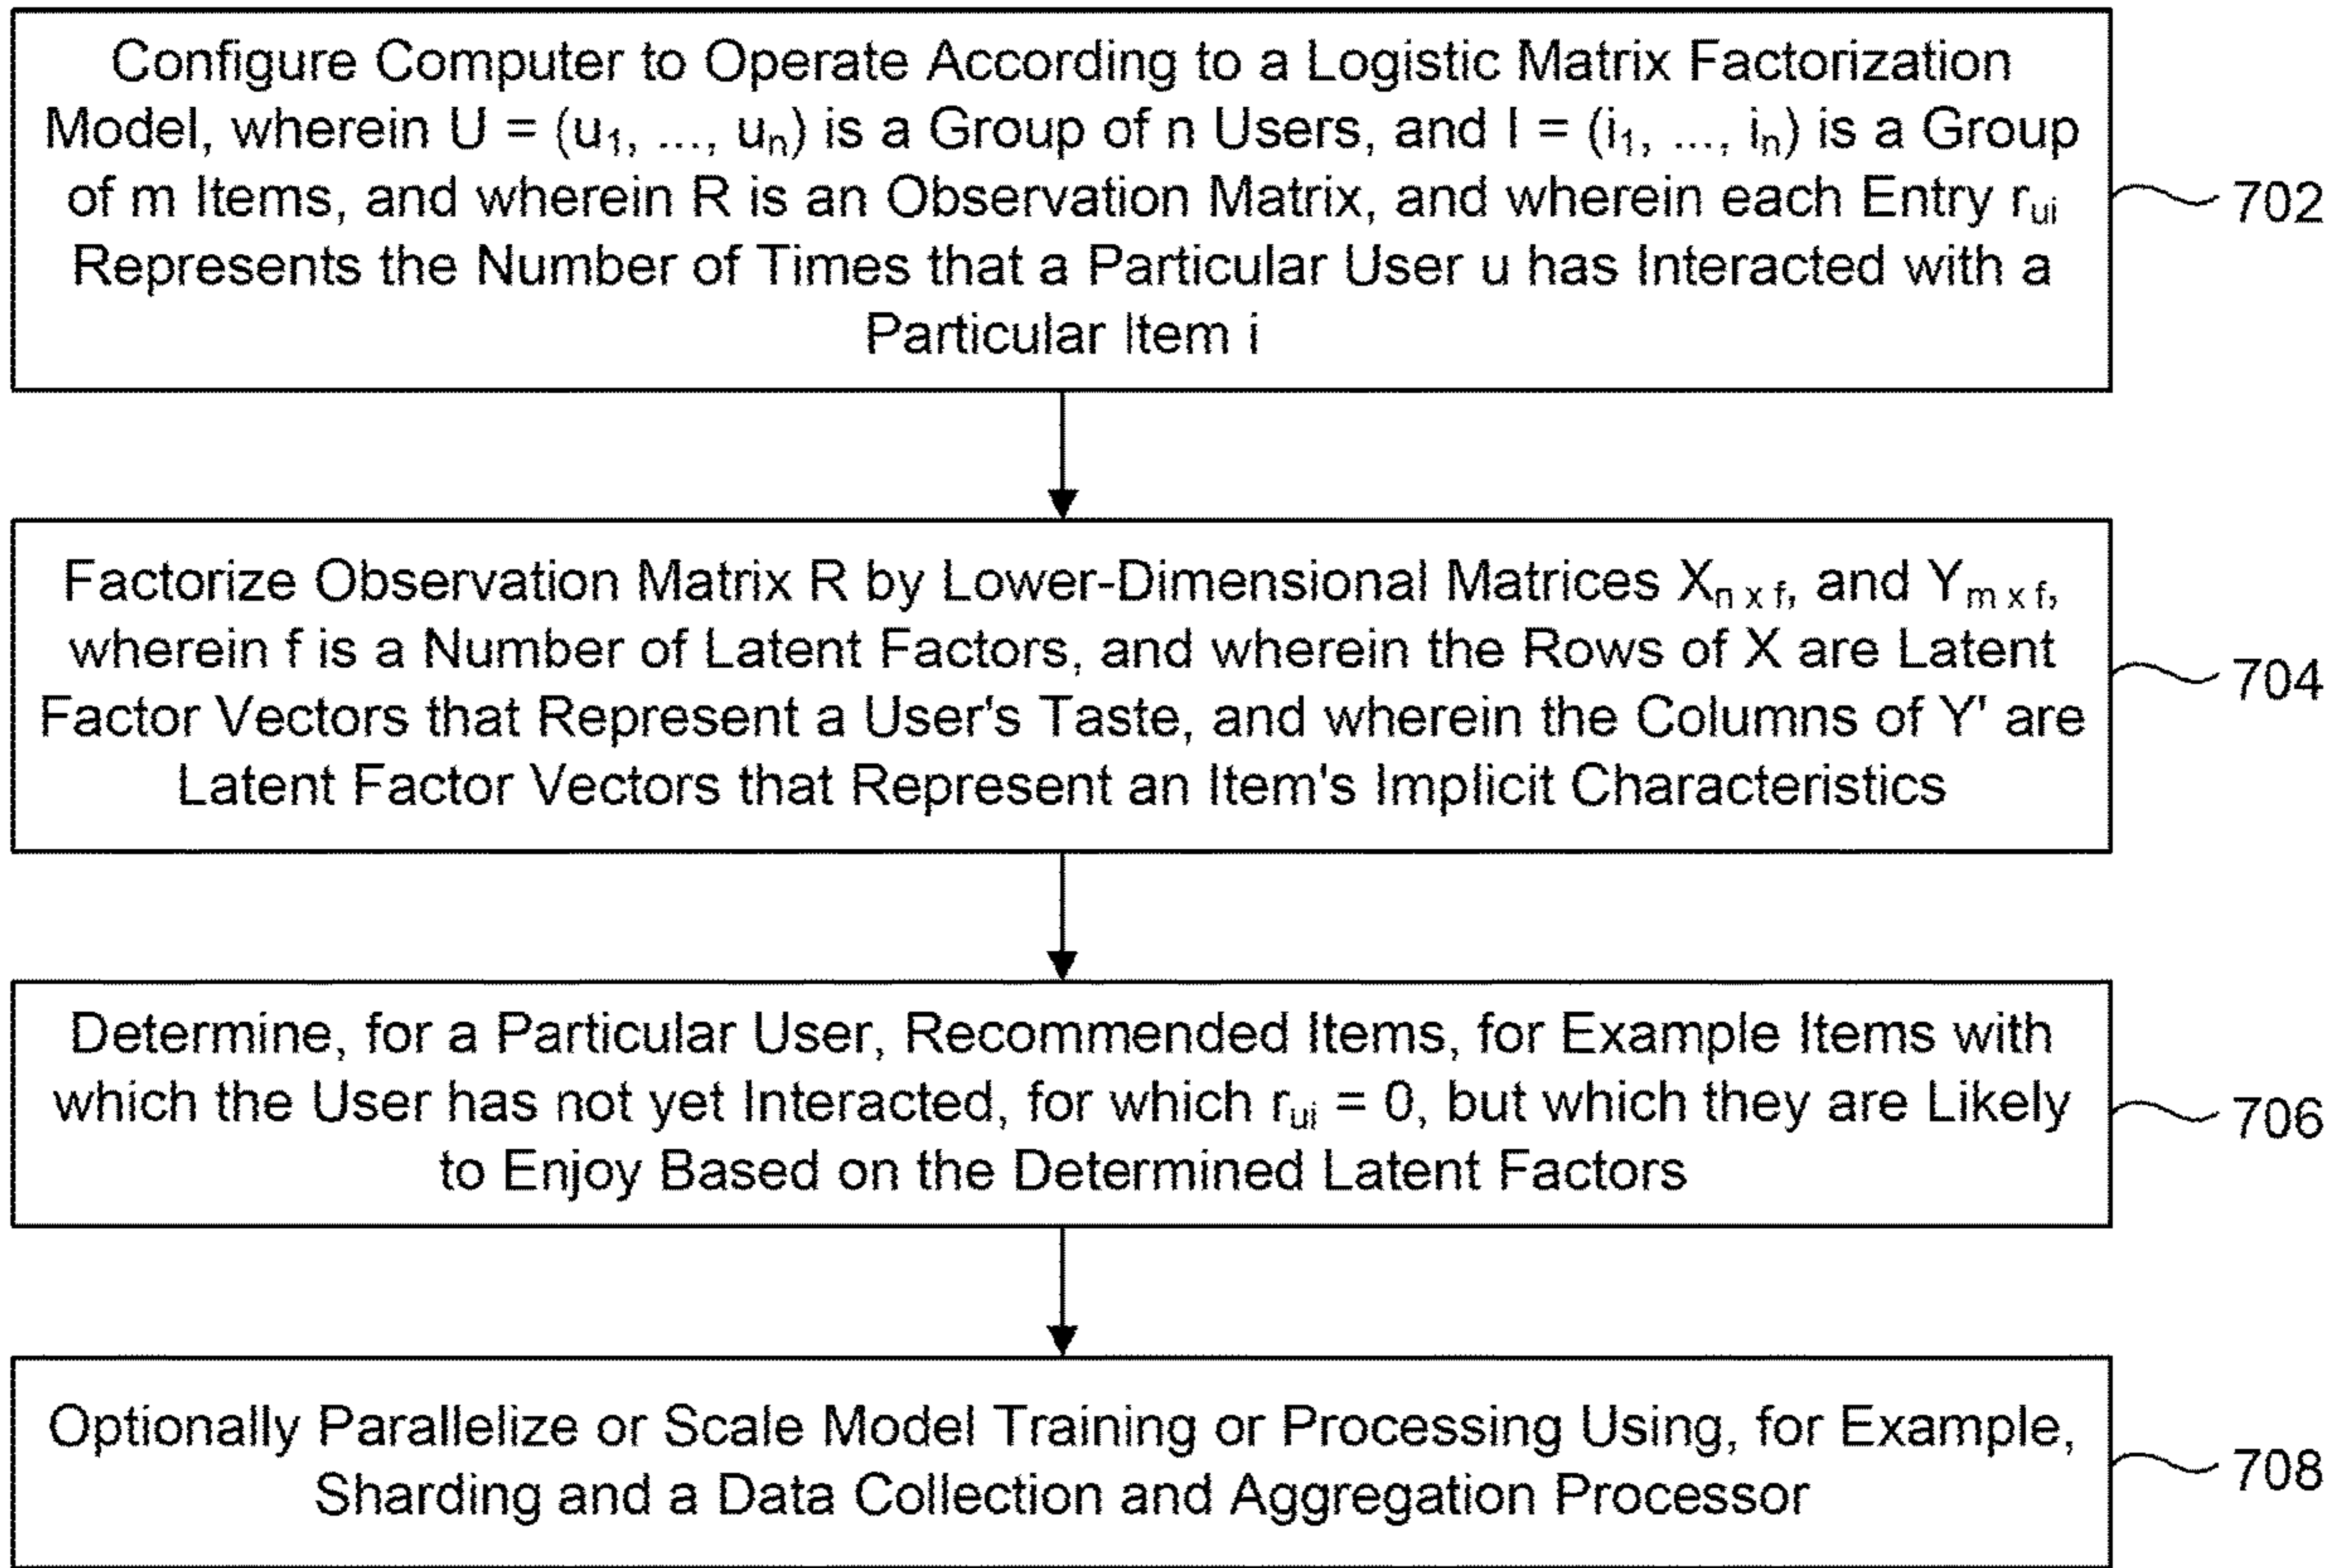 Configure Computer to Operate According to a Logistic Matrix Factorization
Model, wherein U = (u₁, ..., uₙ) is a Group of n Users, and I = (i₁, ..., iₙ) is a Group
of m Items, and wherein R is an Observation Matrix, and wherein each Entry rᵤᵢ
Represents the Number of Times that a Particular User u has Interacted with a
Particular Item i
702
Factorize Observation Matrix R by Lower-Dimensional Matrices Xₙ ₓ f, and Yₘ ₓ f,
wherein f is a Number of Latent Factors, and wherein the Rows of X are Latent
Factor Vectors that Represent a User's Taste, and wherein the Columns of Y' are
Latent Factor Vectors that Represent an Item's Implicit Characteristics
704
Determine, for a Particular User, Recommended Items, for Example Items with
which the User has not yet Interacted, for which rᵤᵢ = 0, but which they are Likely
to Enjoy Based on the Determined Latent Factors
706
Optionally Parallelize or Scale Model Training or Processing Using, for Example,
Sharding and a Data Collection and Aggregation Processor
708